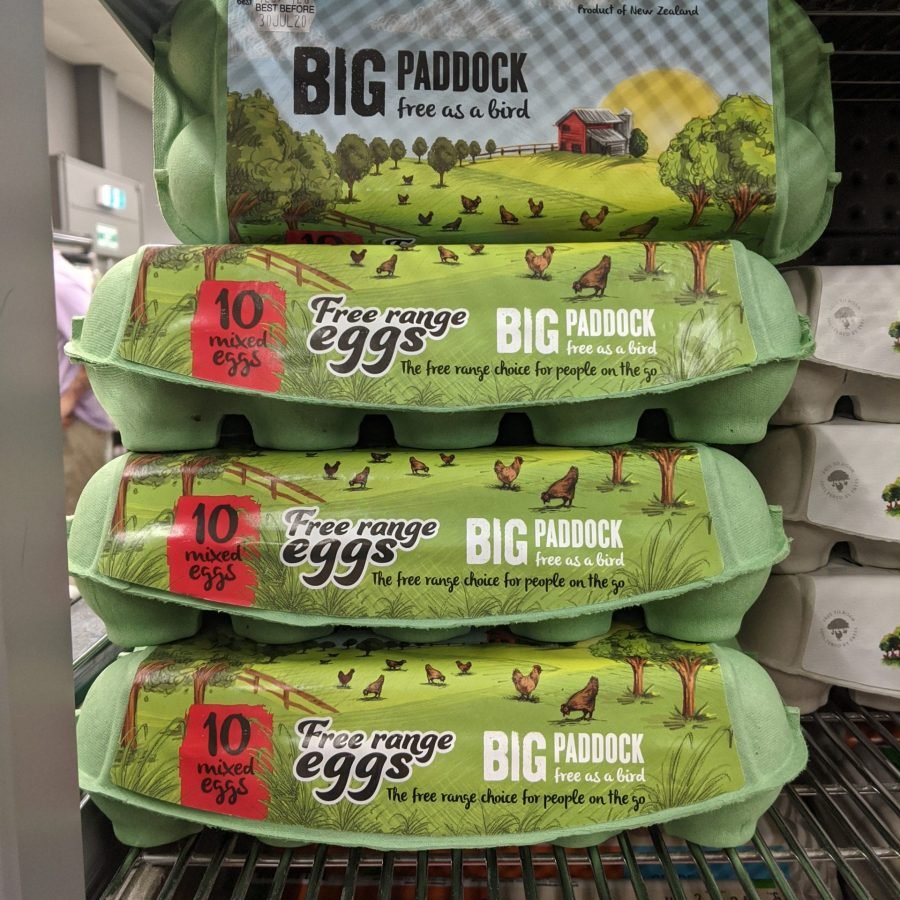 BEST BEFORE
30JUL20
Product of New Zealand
BIG PADDOCK
free as a bird
10
mixed
eggs
Free range
eggs
BIG PADDOCK
free as a bird
The free range choice for people on the go
10
mixed
eggs
Free range
eggs
BIG PADDOCK
free as a bird
The free range choice for people on the go
10
mixed
eggs
Free range
eggs
BIG PADDOCK
free as a bird
The free range choice for people on the go